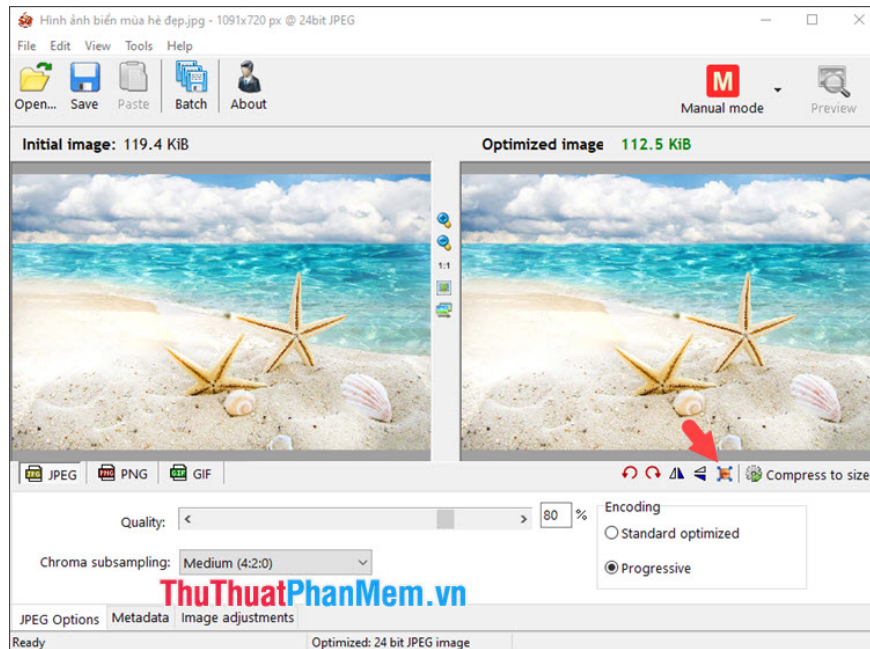 Hình ảnh biển mùa hè đẹp.jpg - 1091x720 px @ 24bit JPEG
File Edit View Tools Help
Open... Save Paste Batch About Manual mode Preview
Initial image: 119.4 KiB Optimized image 112.5 KiB
1:1
JPEG PNG GIF Compress to size
Quality: 80 %
Chroma subsampling: Medium (4:2:0)
Encoding
Standard optimized
Progressive
ThuThuatPhanMem.vn
JPEG Options Metadata Image adjustments
Ready Optimized: 24 bit JPEG image